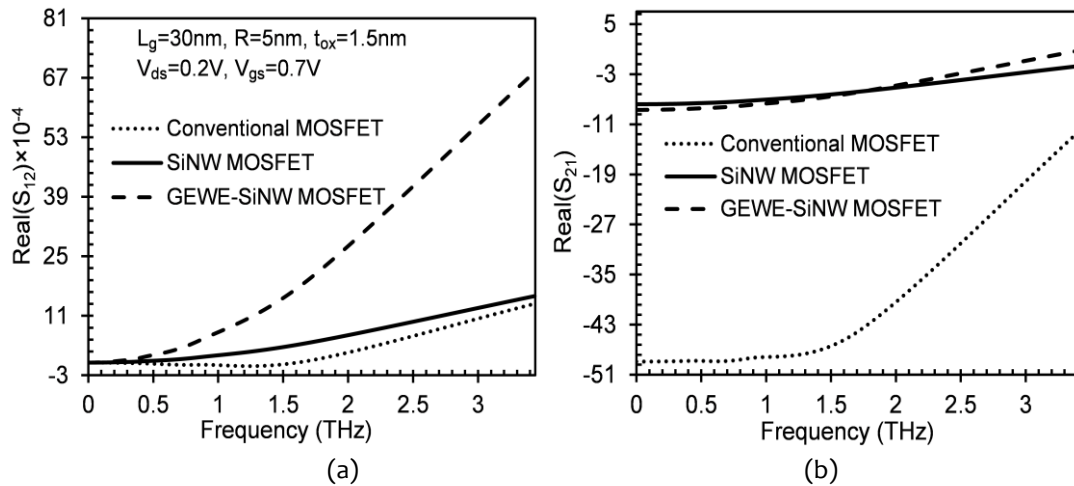 81
67
53
39
25
11
-3
Real(S12)×10-4
Lg=30nm, R=5nm, tox=1.5nm
Vds=0.2V, Vgs=0.7V
Conventional MOSFET
SiNW MOSFET
GEWE-SiNW MOSFET
0 0.5 1 1.5 2 2.5 3
Frequency (THz)
(a)
5
-3
-11
-19
-27
-35
-43
-51
Real(S21)
Conventional MOSFET
SiNW MOSFET
GEWE-SiNW MOSFET
0 0.5 1 1.5 2 2.5 3
Frequency (THz)
(b)